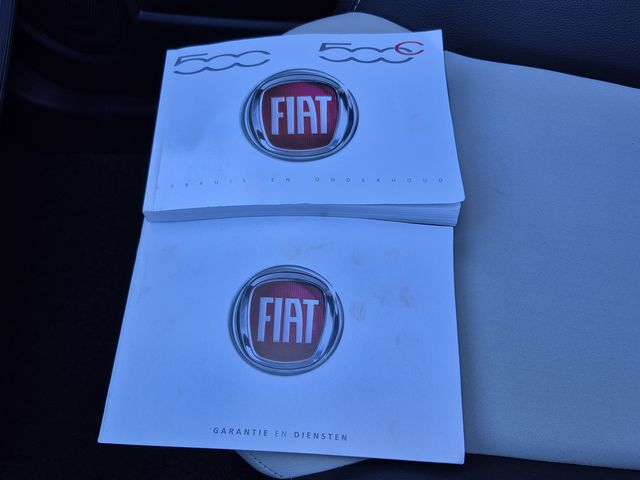 500 500C
FIAT
GEBRUIK EN ONDERHOUD
FIAT
GARANTIE EN DIENSTEN